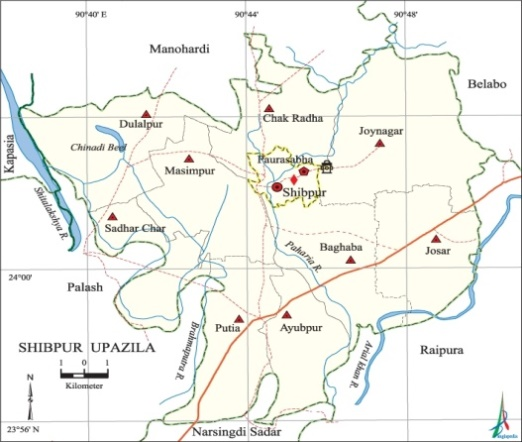 90°40' E
90°44'
90°48'
Manohardi
Belabo
Dulalpur
Chak Radha
Joynagar
Kapasia
Chinadi Beel
Paurasabha
Masimpur
Shibpur
Shitalakshya R.
Sadhar Char
Paharia R.
Baghaba
Josar
24°00'
Palash
Putia
Ayubpur
Brahmaputra R.
Arial khan R.
Raipura
SHIBPUR UPAZILA
1 0 1
Kilometer
N
23°56' N
Narsingdi Sadar